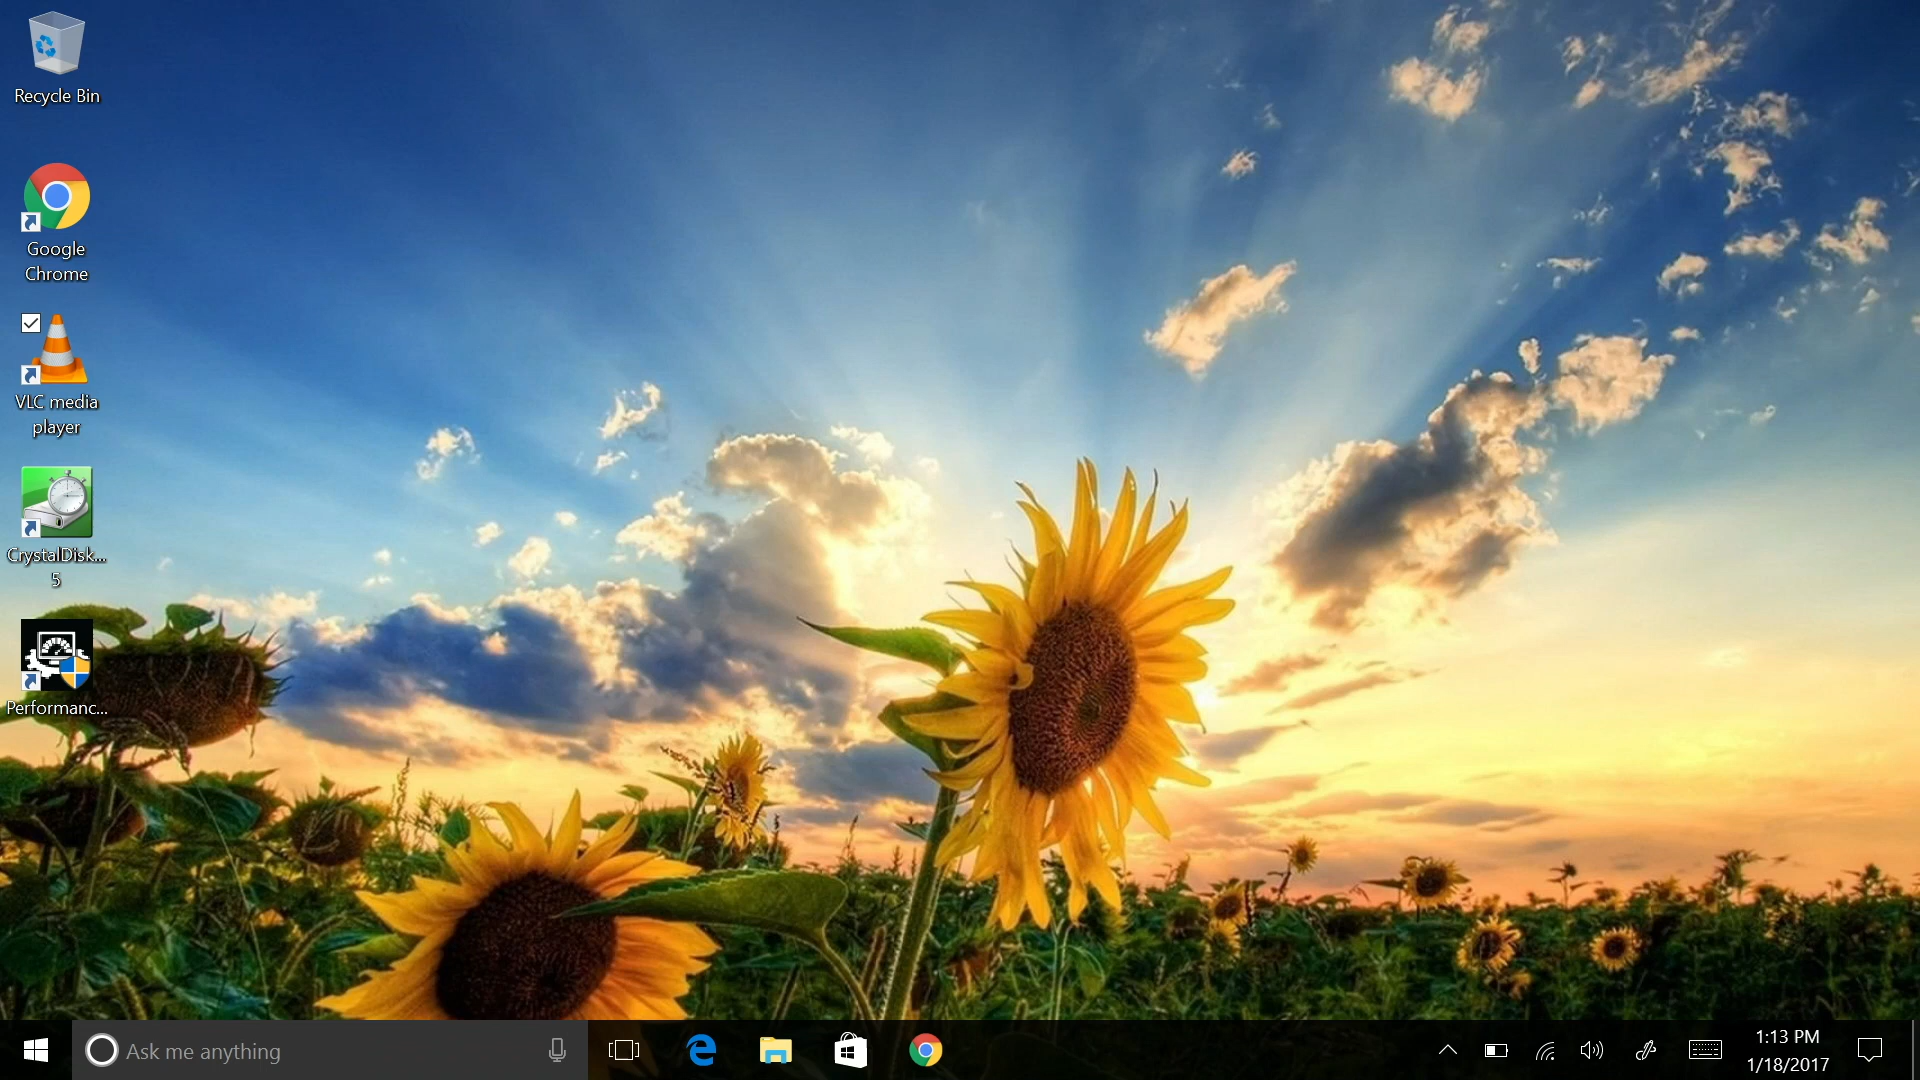 Recycle Bin
Google
Chrome
VLC media
player
CrystalDisk...
5
Performanc...
Ask me anything
1:13 PM
1/18/2017